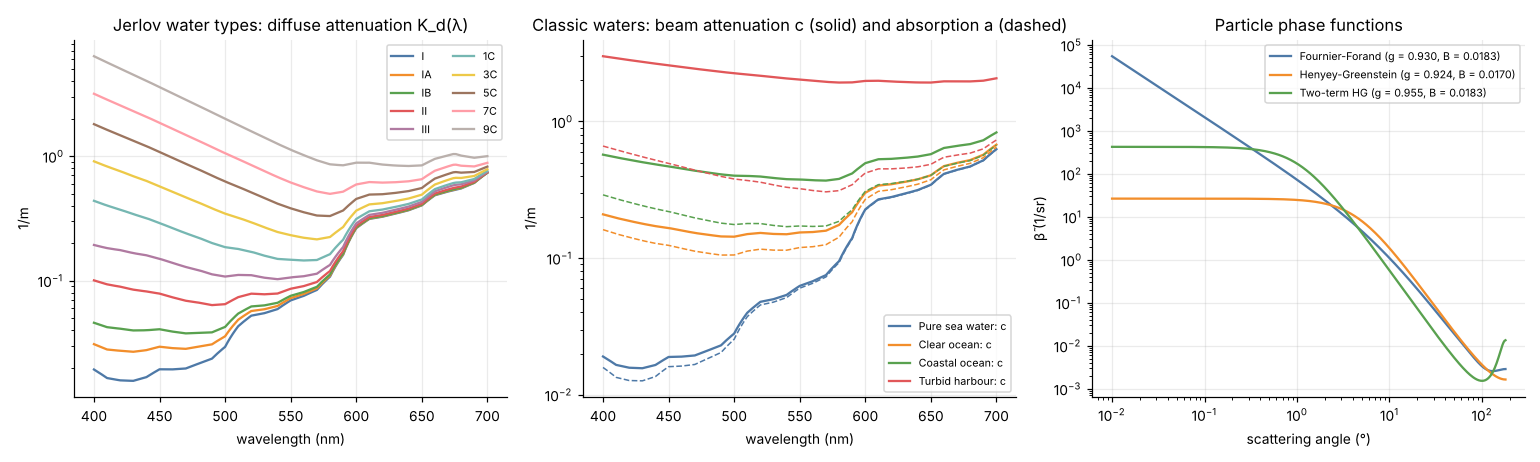 Jerlov water types: diffuse attenuation K_d(λ)
1/m
10⁰
10⁻¹
400 450 500 550 600 650 700
wavelength (nm)
I 1C
IA 3C
IB 5C
II 7C
III 9C
Classic waters: beam attenuation c (solid) and absorption a (dashed)
1/m
10⁰
10⁻¹
10⁻²
400 450 500 550 600 650 700
wavelength (nm)
Pure sea water: c
Clear ocean: c
Coastal ocean: c
Turbid harbour: c
Particle phase functions
β̃ (1/sr)
10⁵
10⁴
10³
10²
10¹
10⁰
10⁻¹
10⁻²
10⁻³
10⁻² 10⁻¹ 10⁰ 10¹ 10²
scattering angle (°)
Fournier-Forand (g = 0.930, B = 0.0183)
Henyey-Greenstein (g = 0.924, B = 0.0170)
Two-term HG (g = 0.955, B = 0.0183)